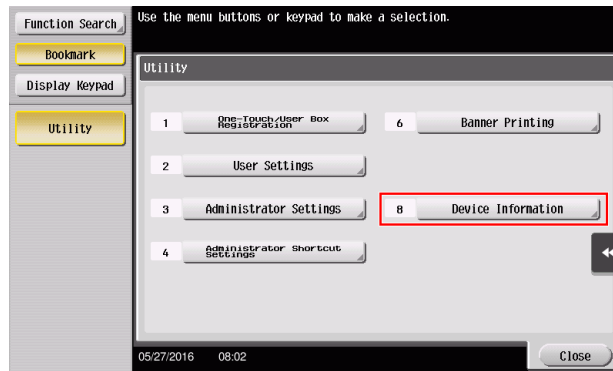 Function Search
Use the menu buttons or keypad to make a selection.
Bookmark
Utility
Display Keypad
Utility
1 One-Touch/User Box
Registration
6 Banner Printing
2 User Settings
3 Administrator Settings
8 Device Information
4 Administrator Shortcut
Settings
05/27/2016 08:02
Close